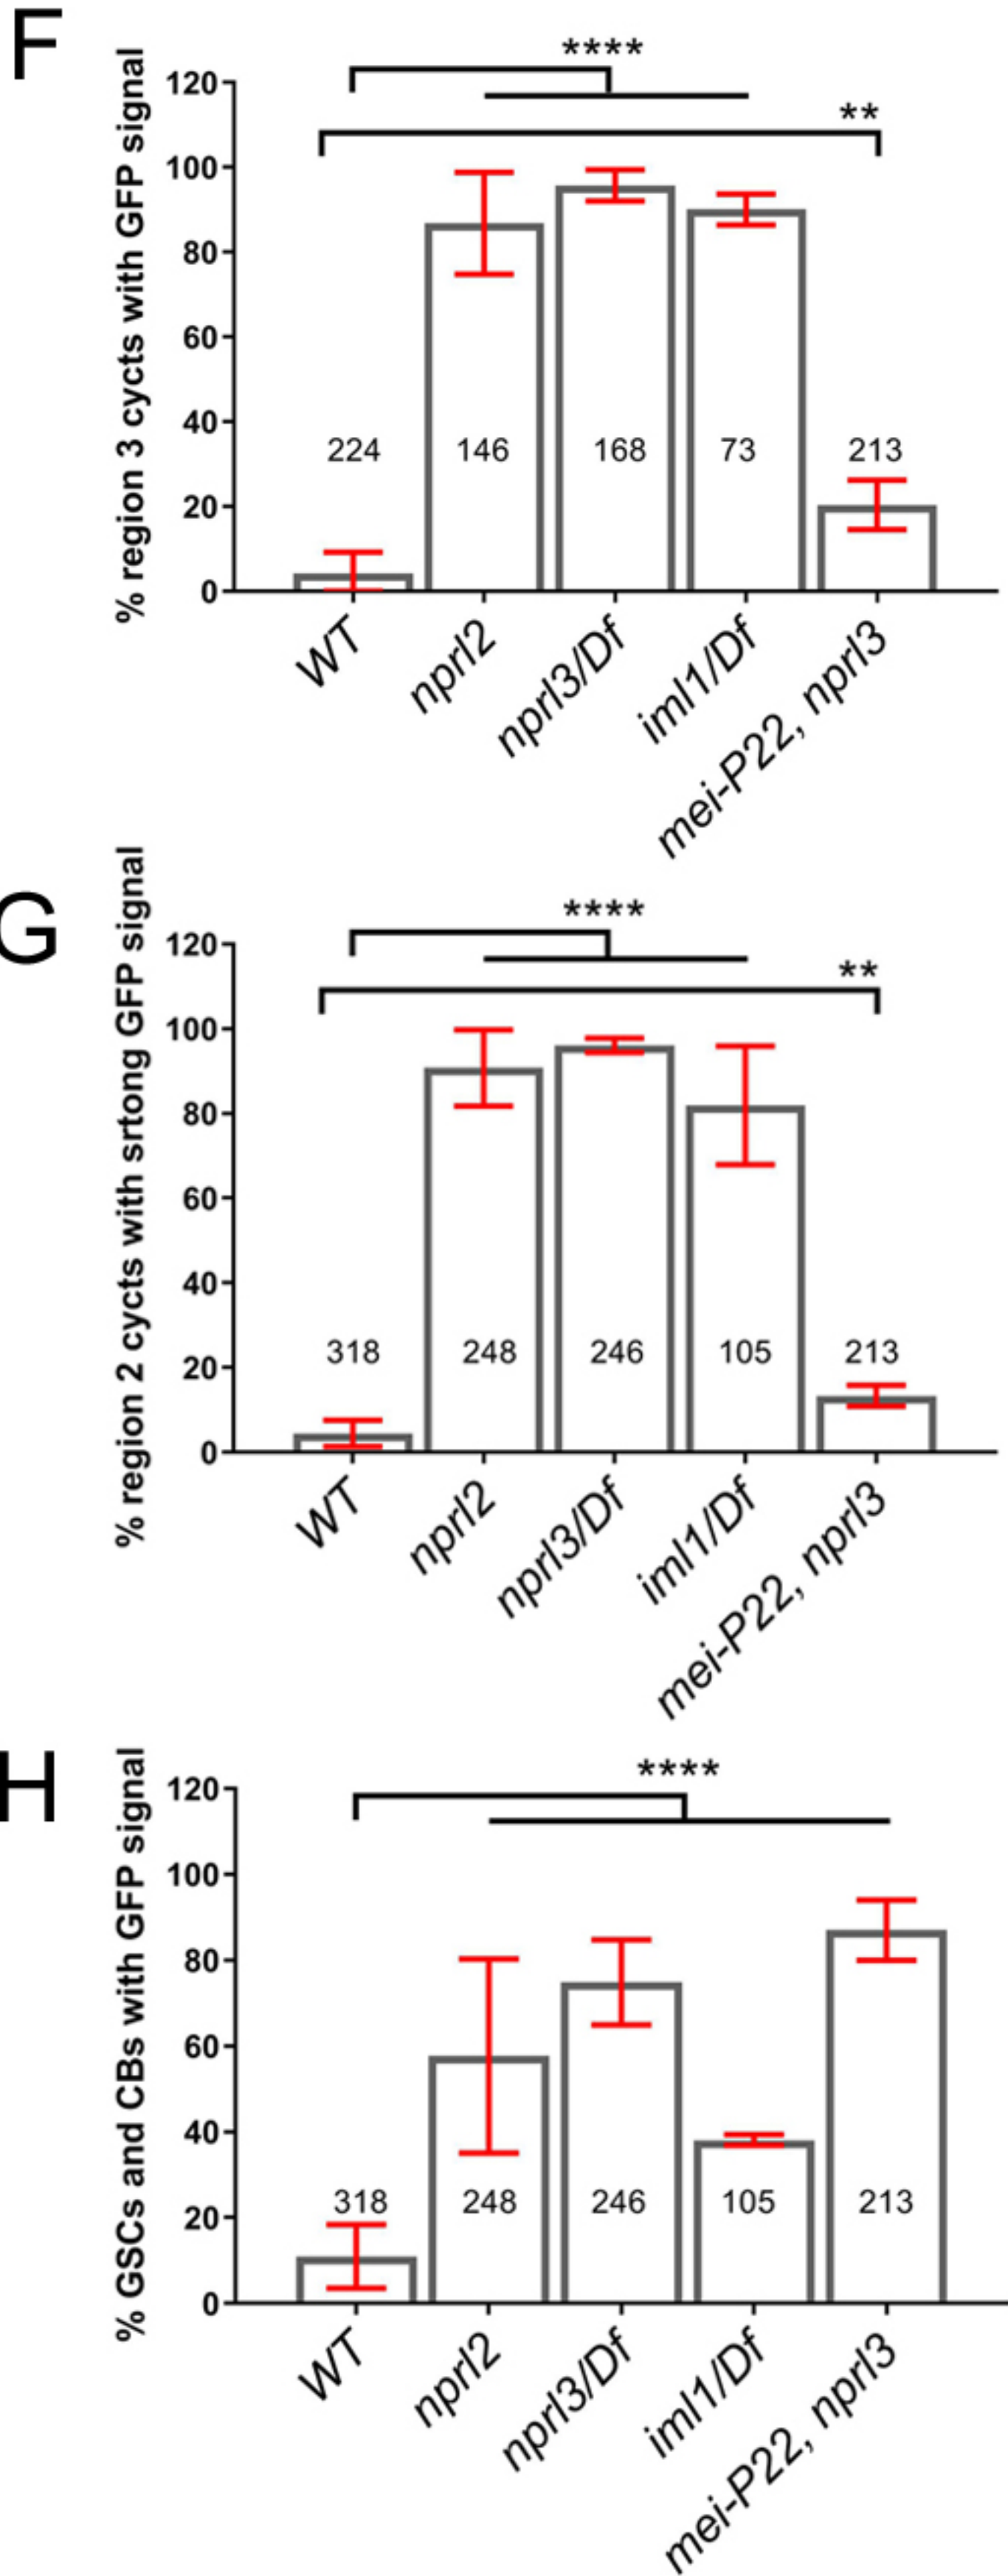 F
% region 3 cycts with GFP signal
****
**
120
100
80
60
40
20
0
224
146
168
73
213
WT
nprl2
nprl3/Df
iml1/Df
mei-P22, nprl3
G
% region 2 cycts with srtong GFP signal
****
**
120
100
80
60
40
20
0
318
248
246
105
213
WT
nprl2
nprl3/Df
iml1/Df
mei-P22, nprl3
H
% GSCs and CBs with GFP signal
****
120
100
80
60
40
20
0
318
248
246
105
213
WT
nprl2
nprl3/Df
iml1/Df
mei-P22, nprl3